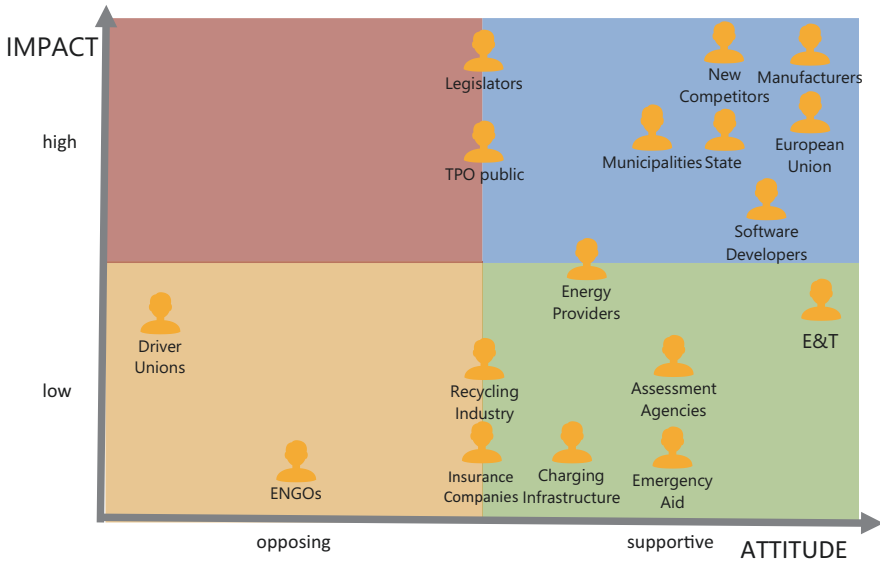 IMPACT
high
low
Legislators
New
Competitors
Manufacturers
TPO public
Municipalities
State
European
Union
Software
Developers
Energy
Providers
Driver
Unions
E&T
Recycling
Industry
Assessment
Agencies
ENGOs
Insurance
Companies
Charging
Infrastructure
Emergency
Aid
opposing
supportive
ATTITUDE